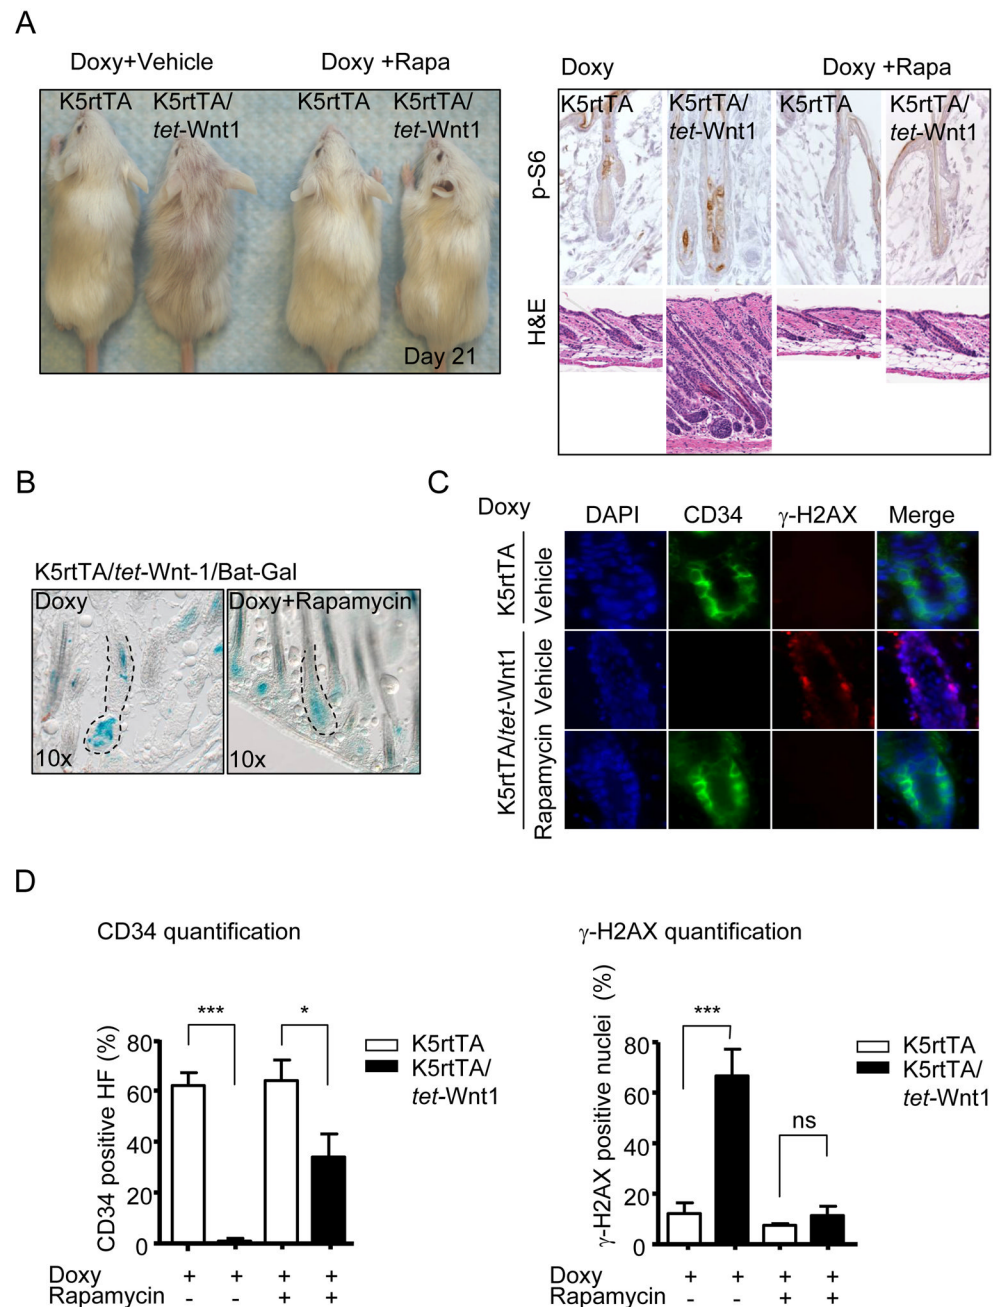 A
Doxy+Vehicle
Doxy +Rapa
K5rtTA
K5rtTA/
tet-Wnt1
K5rtTA
K5rtTA/
tet-Wnt1
Day 21
Doxy
Doxy +Rapa
K5rtTA
K5rtTA/
tet-Wnt1
K5rtTA
K5rtTA/
tet-Wnt1
p-S6
H&E
B
K5rtTA/tet-Wnt-1/Bat-Gal
Doxy
Doxy+Rapamycin
10x
10x
C
Doxy
DAPI
CD34
γ-H2AX
Merge
K5rtTA
Vehicle
K5rtTA/tet-Wnt1
Vehicle
Rapamycin
D
CD34 quantification
CD34 positive HF (%)
80
60
40
20
0
***
*
K5rtTA
K5rtTA/
tet-Wnt1
Doxy + + + +
Rapamycin - - + +
γ-H2AX quantification
γ-H2AX positive nuclei (%)
80
60
40
20
0
***
ns
K5rtTA
K5rtTA/
tet-Wnt1
Doxy + + + +
Rapamycin - - + +